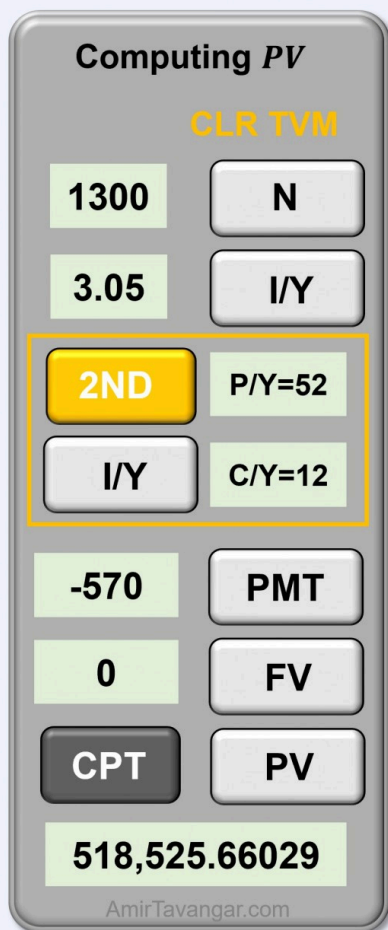 Computing PV
CLR TVM
1300 N
3.05 I/Y
2ND P/Y=52
I/Y C/Y=12
-570 PMT
0 FV
CPT PV
518,525.66029
AmirTavangar.com